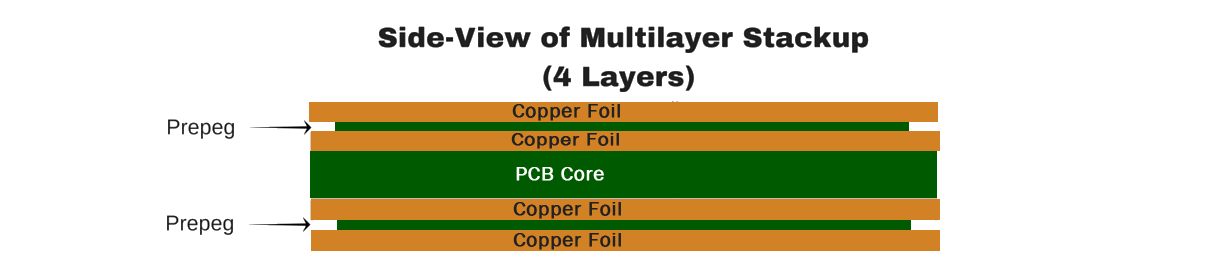 Side-View of Multilayer Stackup
(4 Layers)
Copper Foil
Prepeg
Copper Foil
PCB Core
Copper Foil
Prepeg
Copper Foil